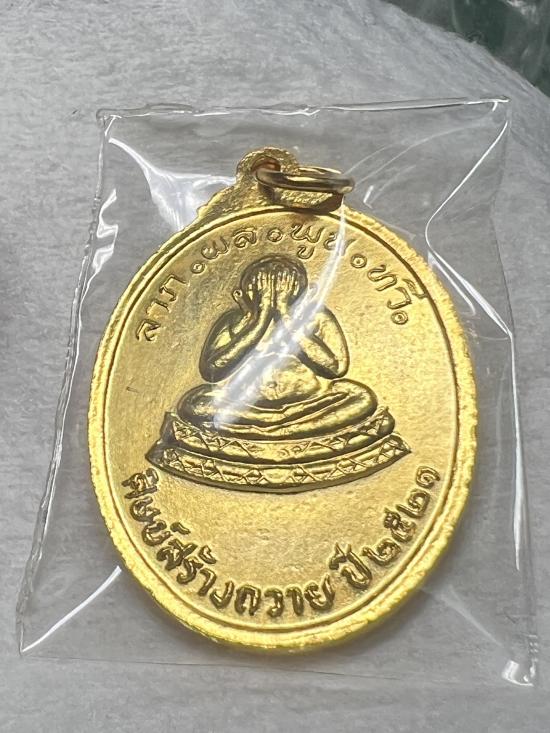 ลาภ ผล พูน ทวี
ศิษย์สร้างถวาย ปี๒๕๒๑